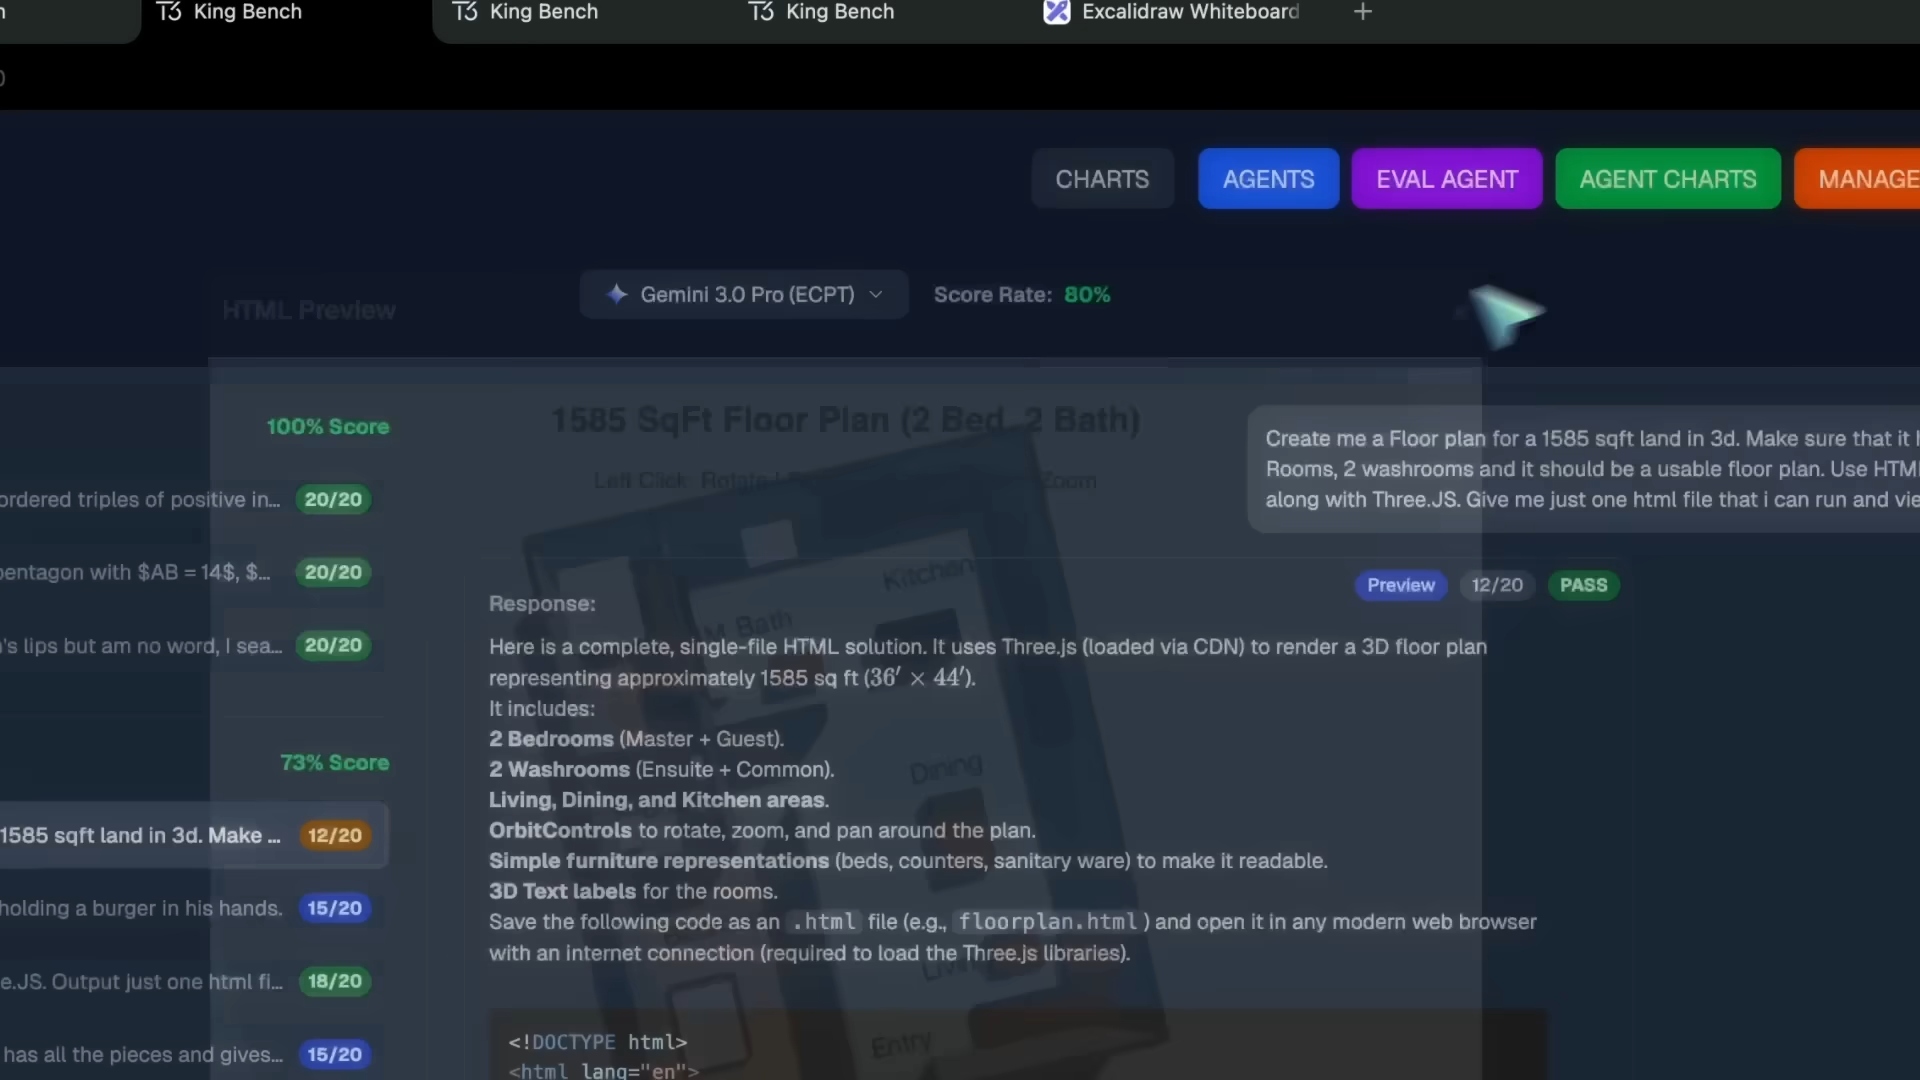 King Bench
King Bench
King Bench
Excalidraw Whiteboard
CHARTS
AGENTS
EVAL AGENT
AGENT CHARTS
MANAGE
HTML Preview
Gemini 3.0 Pro (ECPT)
Score Rate: 80%
1585 SqFt Floor Plan (2 Bed, 2 Bath)
Left Click: Rotate
Zoom
Create me a Floor plan for a 1585 sqft land in 3d. Make sure that it
Rooms, 2 washrooms and it should be a usable floor plan. Use HTML
along with Three.JS. Give me just one html file that i can run and
100% Score
ordered triples of positive in... 20/20
pentagon with $AB = 14$, $... 20/20
's lips but am no word, I sea... 20/20
73% Score
1585 sqft land in 3d. Make ... 12/20
holding a burger in his hands. 15/20
e.JS. Output just one html fi... 18/20
has all the pieces and gives... 15/20
Preview 12/20 PASS
Response:
Here is a complete, single-file HTML solution. It uses Three.js (loaded via CDN) to render a 3D floor plan
representing approximately 1585 sq ft (36′ × 44′).
It includes:
2 Bedrooms (Master + Guest).
2 Washrooms (Ensuite + Common).
Living, Dining, and Kitchen areas.
OrbitControls to rotate, zoom, and pan around the plan.
Simple furniture representations (beds, counters, sanitary ware) to make it readable.
3D Text labels for the rooms.
Save the following code as an .html file (e.g., floorplan.html ) and open it in any modern web browser
with an internet connection (required to load the Three.js libraries).
<!DOCTYPE html>
<html lang="en">
Kitchen
M. Bath
Dining
Entry